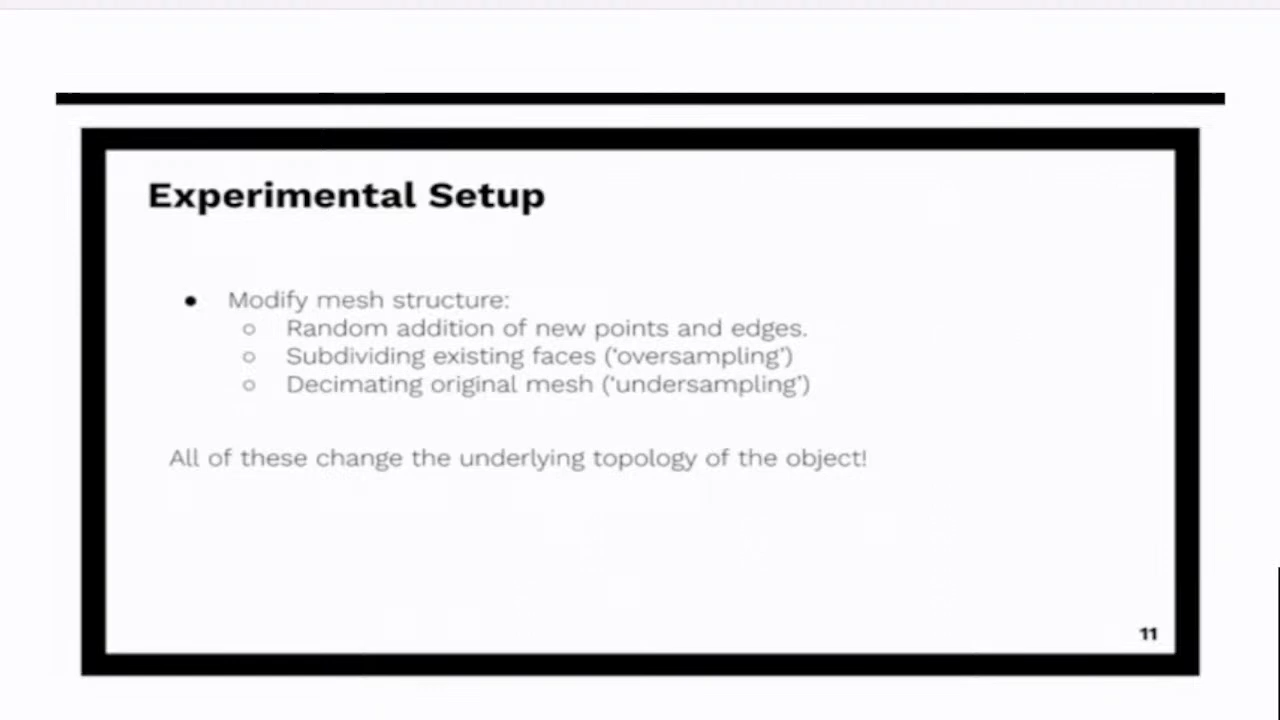 Experimental Setup
● Modify mesh structure:
○ Random addition of new points and edges.
○ Subdividing existing faces (‘oversampling’)
○ Decimating original mesh (‘undersampling’)
All of these change the underlying topology of the object!
11